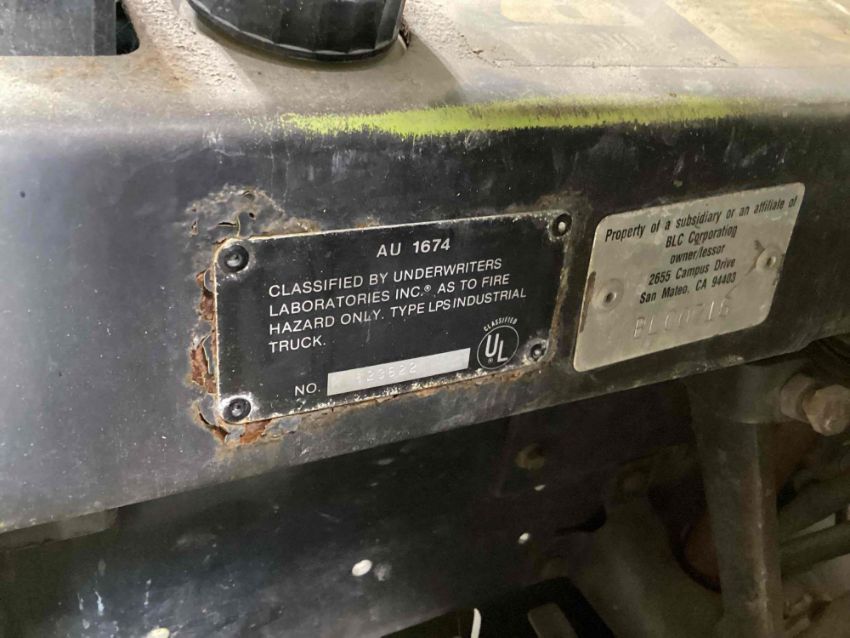 AU 1674
CLASSIFIED BY UNDERWRITERS
LABORATORIES INC.® AS TO FIRE
HAZARD ONLY. TYPE LPS INDUSTRIAL
TRUCK.
NO. 123622
CLASSIFIED
UL
Property of a subsidiary or an affiliate of
BLC Corporation
owner/lessor
2655 Campus Drive
San Mateo, CA 94403